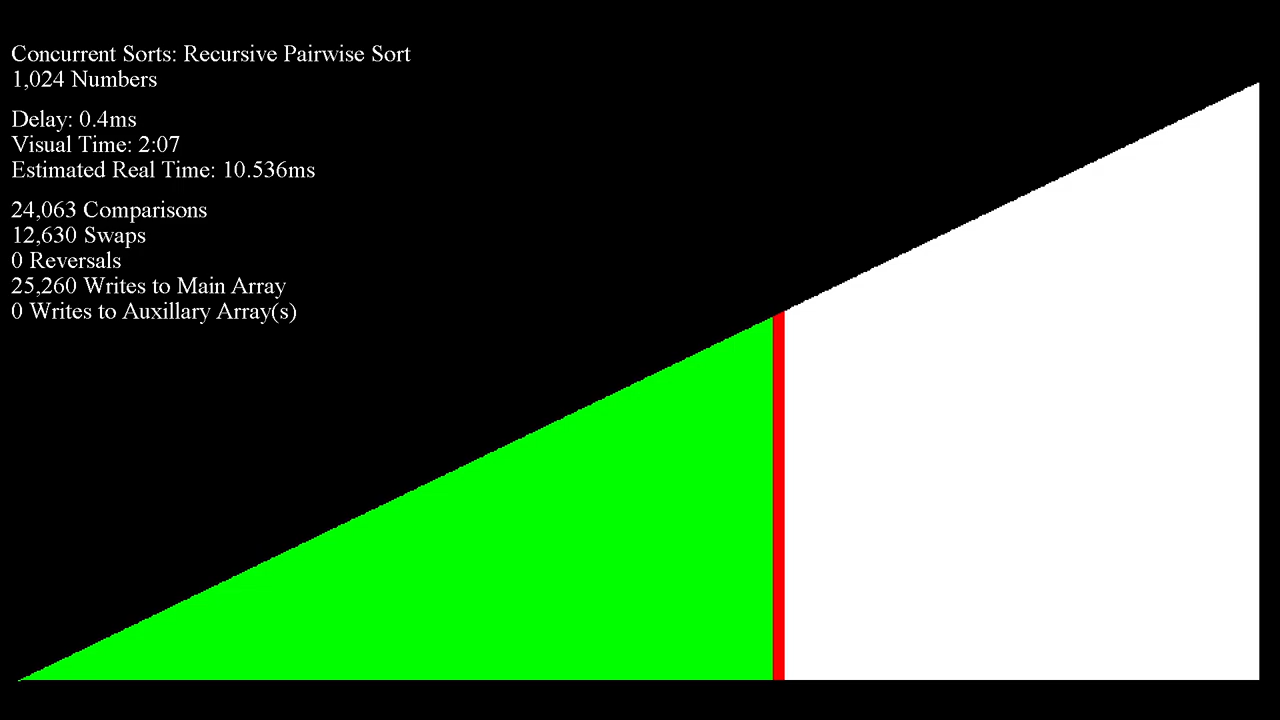 Concurrent Sorts: Recursive Pairwise Sort
1,024 Numbers
Delay: 0.4ms
Visual Time: 2:07
Estimated Real Time: 10.536ms
24,063 Comparisons
12,630 Swaps
0 Reversals
25,260 Writes to Main Array
0 Writes to Auxillary Array(s)